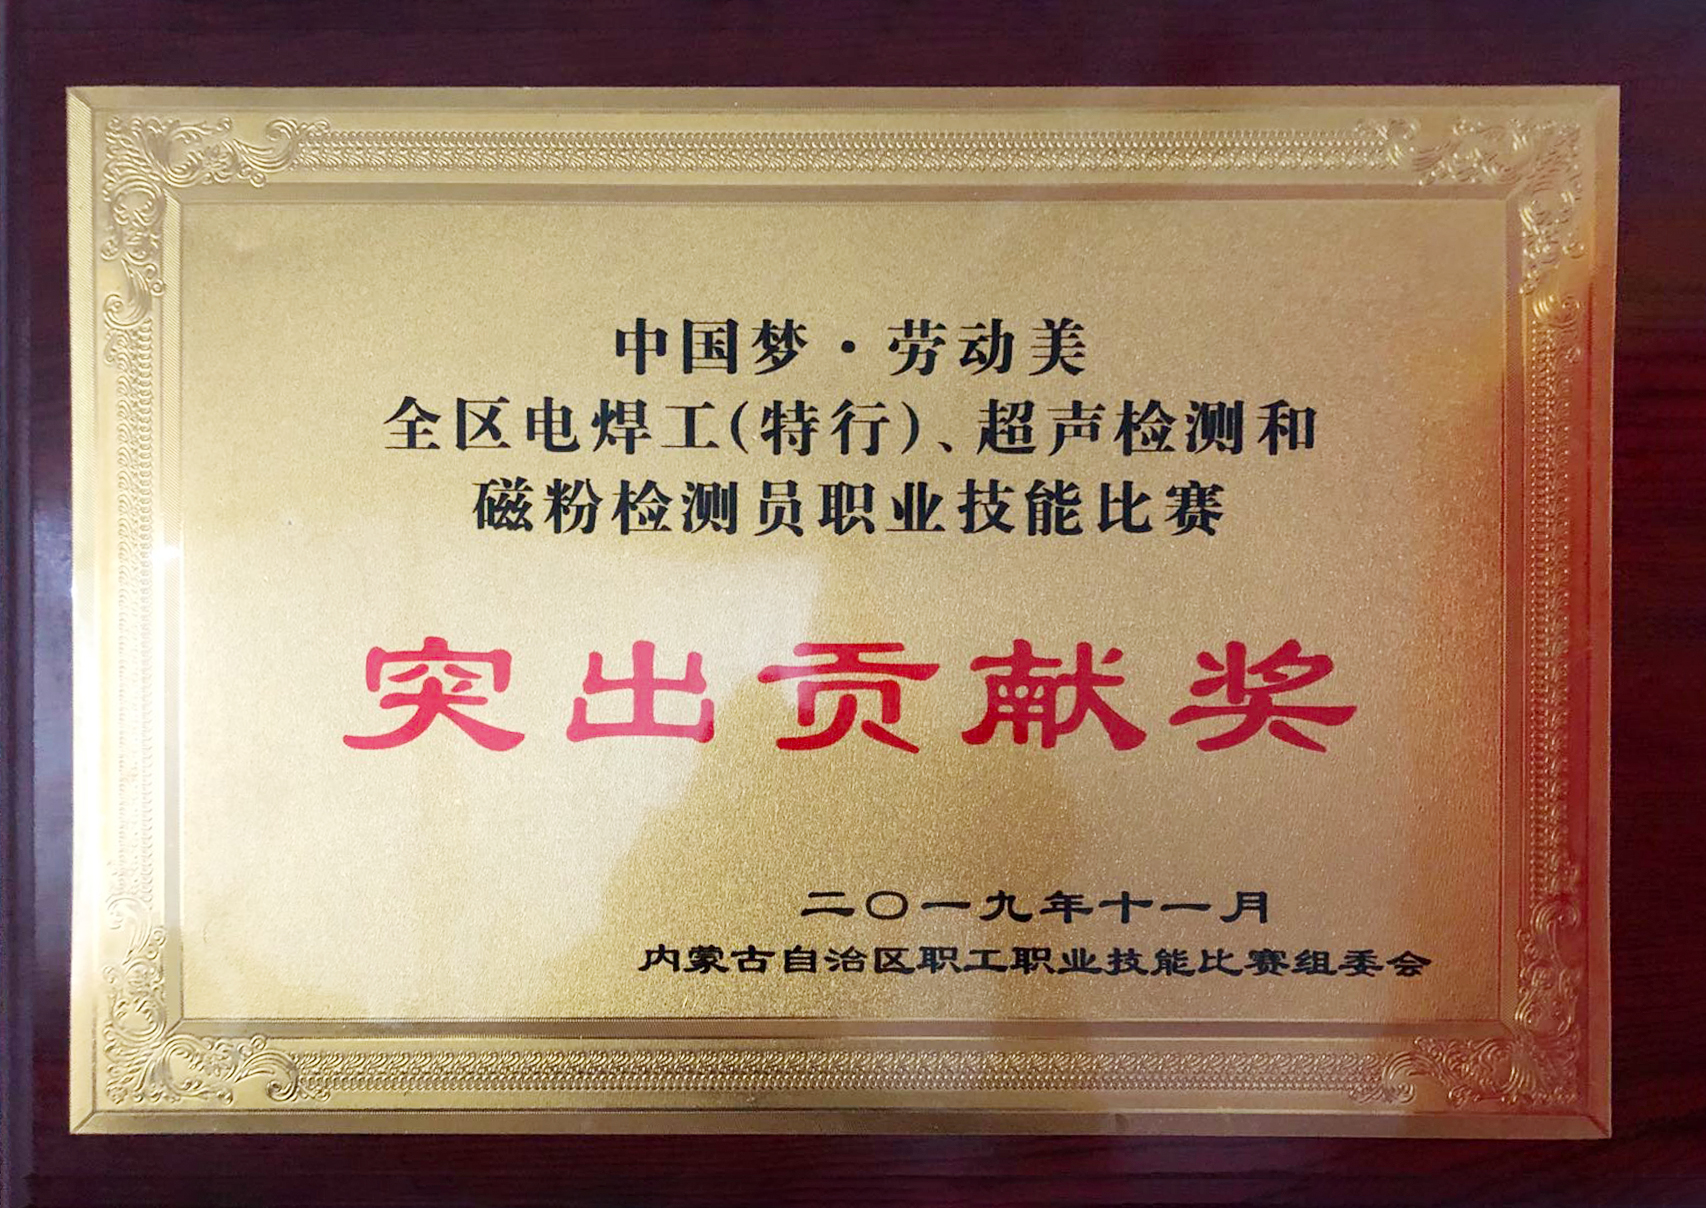 中国梦·劳动美
全区电焊工(特行)、超声检测和
磁粉检测员职业技能比赛
突出贡献奖
二〇一九年十一月
内蒙古自治区职工职业技能比赛组委会